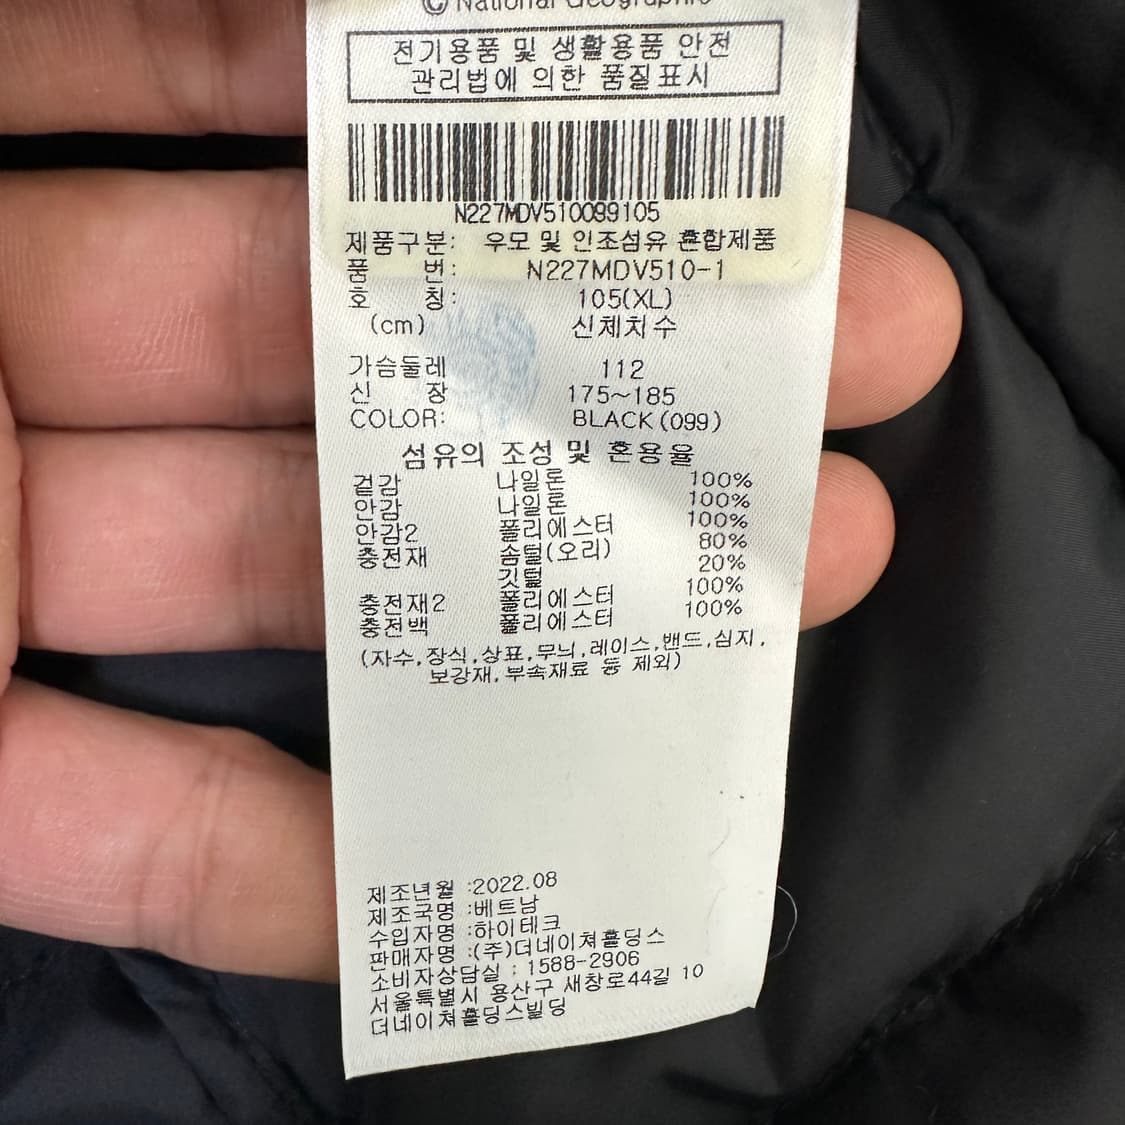 © National Geographic
전기용품 및 생활용품 안전
관리법에 의한 품질표시
N227MDV510099105
제품구분: 우모 및 인조섬유 혼합제품
품 번: N227MDV510-1
호 칭: 105(XL)
(cm) 신체치수
가슴둘레 112
신 장 175~185
COLOR: BLACK(099)
섬유의 조성 및 혼용율
겉감 나일론 100%
안감 나일론 100%
안감2 폴리에스터 100%
충전재 솜털(오리) 80%
깃털 20%
충전재2 폴리에스터 100%
충전백 폴리에스터 100%
(자수,장식,상표,무늬,레이스,밴드,심지,
보강재,부속재료 등 제외)
제조년월 :2022.08
제조국명 :베트남
수입자명 :하이테크
판매자명 :(주)더네이쳐홀딩스
소비자상담실 : 1588-2906
서울특별시 용산구 새창로44길 10
더네이쳐홀딩스빌딩